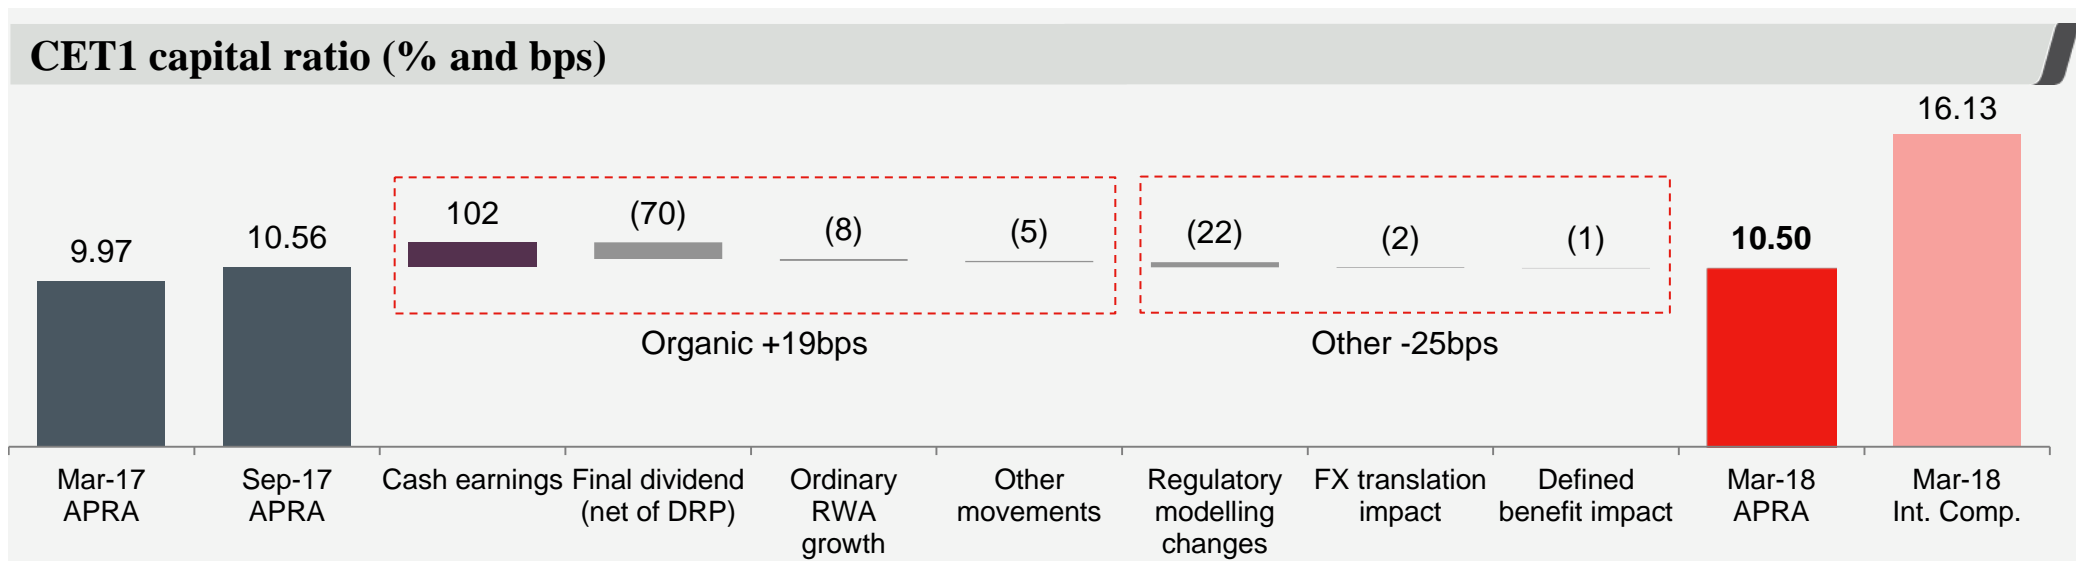 CET1 capital ratio (% and bps)
9.97
10.56
102
(70)
(8)
(5)
(22)
(2)
(1)
10.50
16.13
Organic +19bps
Other -25bps
Mar-17
APRA
Sep-17
APRA
Cash earnings
Final dividend
(net of DRP)
Ordinary
RWA
growth
Other
movements
Regulatory
modelling
changes
FX translation
impact
Defined
benefit impact
Mar-18
APRA
Mar-18
Int. Comp.